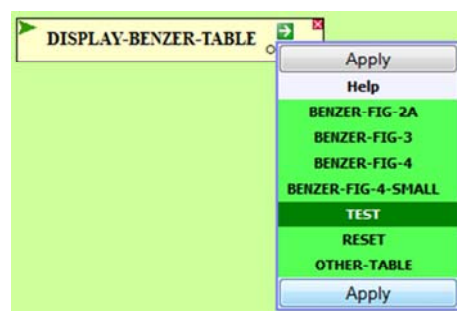 DISPLAY-BENZER-TABLE
Apply
Help
BENZER-FIG-2A
BENZER-FIG-3
BENZER-FIG-4
BENZER-FIG-4-SMALL
TEST
RESET
OTHER-TABLE
Apply